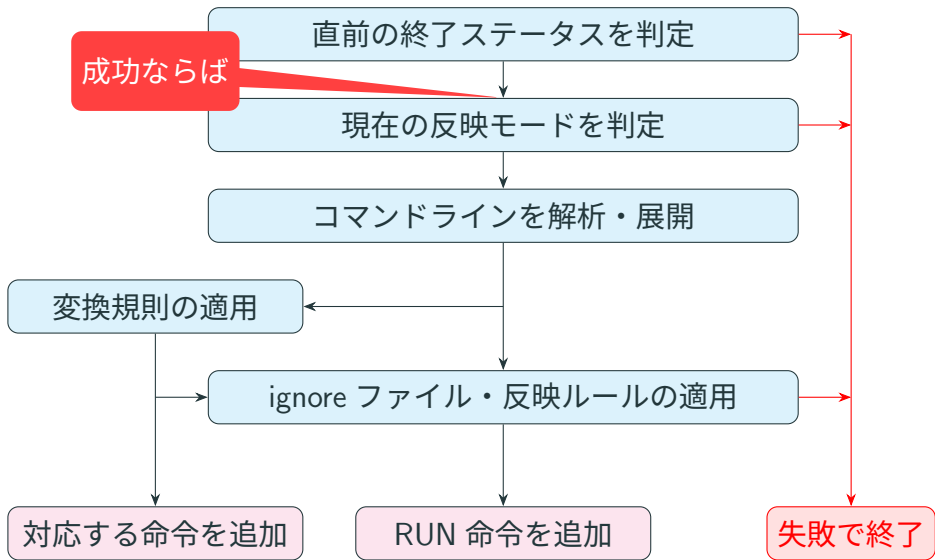 直前の終了ステータスを判定
成功ならば
現在の反映モードを判定
コマンドラインを解析・展開
変換規則の適用
ignore ファイル・反映ルールの適用
対応する命令を追加
RUN 命令を追加
失敗で終了